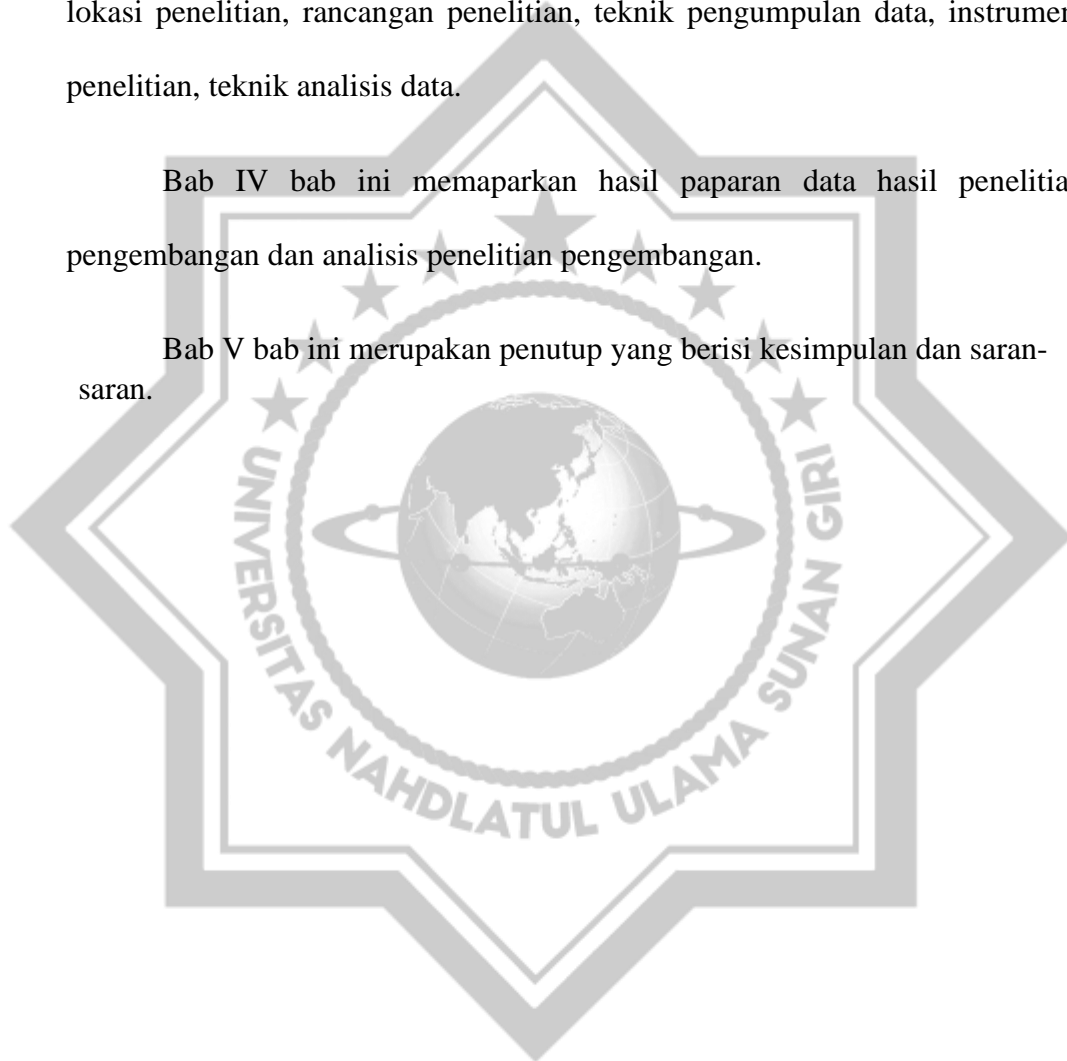 lokasi penelitian, rancangan penelitian, teknik pengumpulan data, instrumen
penelitian, teknik analisis data.
Bab IV bab ini memaparkan hasil paparan data hasil penelitia
pengembangan dan analisis penelitian pengembangan.
Bab V bab ini merupakan penutup yang berisi kesimpulan dan saran-
saran.
UNIVERSITAS NAHDLATUL ULAMA SUNAN GIRI